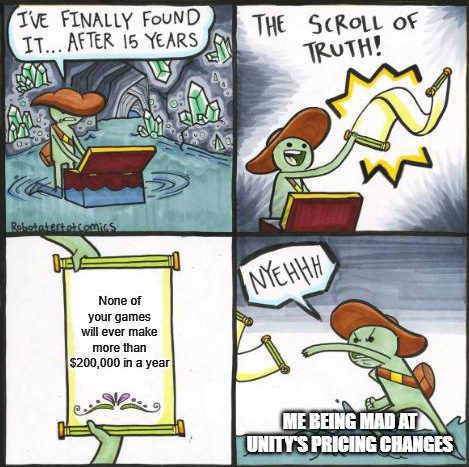 I'VE FINALLY FOUND
IT... AFTER 15 YEARS
THE SCROLL OF
TRUTH!
Robotatertotcomics
None of
your games
will ever make
more than
$200,000 in a year
NYEHHH
ME BEING MAD AT
UNITY'S PRICING CHANGES